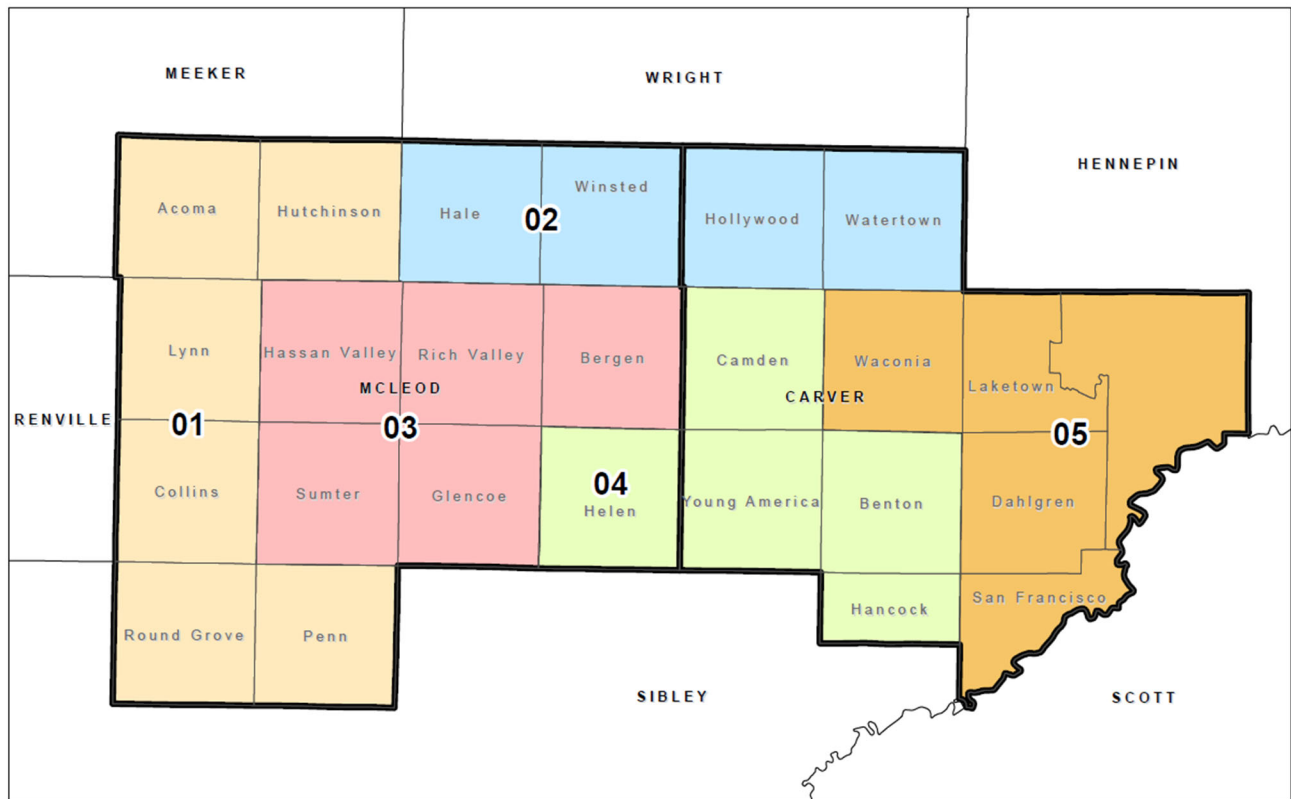 MEEKER
WRIGHT
HENNEPIN
Acoma
Hutchinson
Hale
02
Winsted
Hollywood
Watertown
Lynn
Hassan Valley
Rich Valley
Bergen
Camden
Waconia
Laketown
MCLEOD
CARVER
RENVILLE
01
03
05
Collins
Sumter
Glencoe
04
Helen
Young America
Benton
Dahlgren
Round Grove
Penn
Hancock
San Francisco
SIBLEY
SCOTT